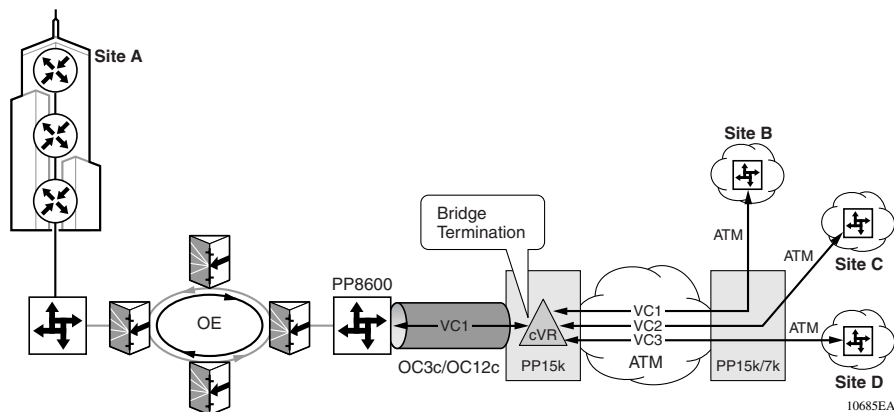 Site A
Site B
Bridge
Termination
ATM
Site C
ATM
PP8600
OE
VC1
cVR
VC1
VC2
VC3
ATM
OC3c/OC12c
PP15k
ATM
PP15k/7k
Site D
10685EA